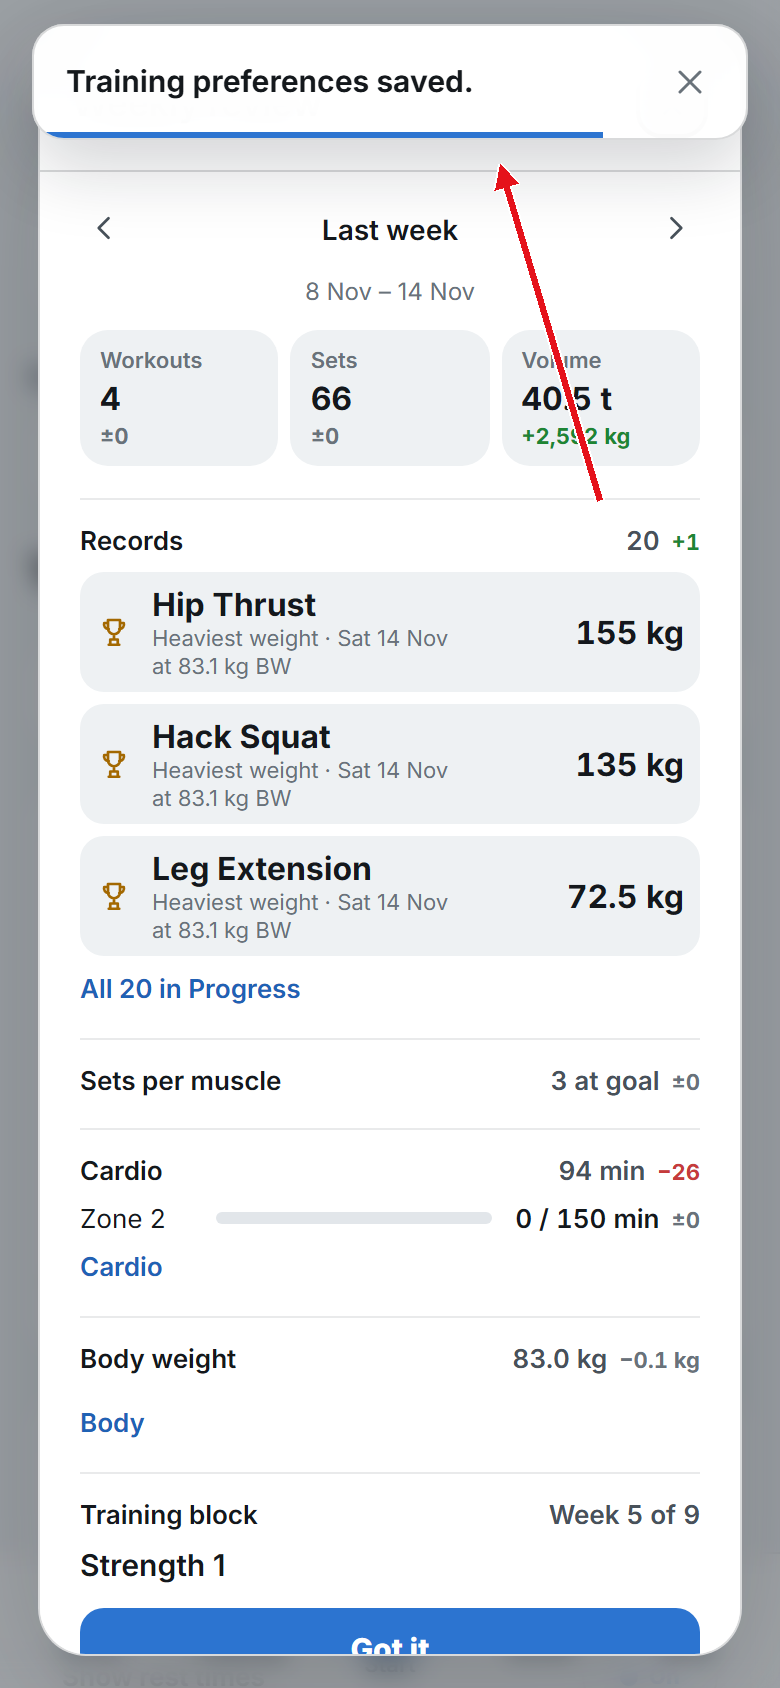 Training preferences saved.
Last week
8 Nov – 14 Nov
Workouts
4
±0
Sets
66
±0
Volume
40.5 t
+2,592 kg
Records
20 +1
Hip Thrust
Heaviest weight · Sat 14 Nov
at 83.1 kg BW
155 kg
Hack Squat
Heaviest weight · Sat 14 Nov
at 83.1 kg BW
135 kg
Leg Extension
Heaviest weight · Sat 14 Nov
at 83.1 kg BW
72.5 kg
All 20 in Progress
Sets per muscle
3 at goal ±0
Cardio
94 min −26
Zone 2
0 / 150 min ±0
Cardio
Body weight
83.0 kg −0.1 kg
Body
Training block
Week 5 of 9
Strength 1
Got it
Show rest times